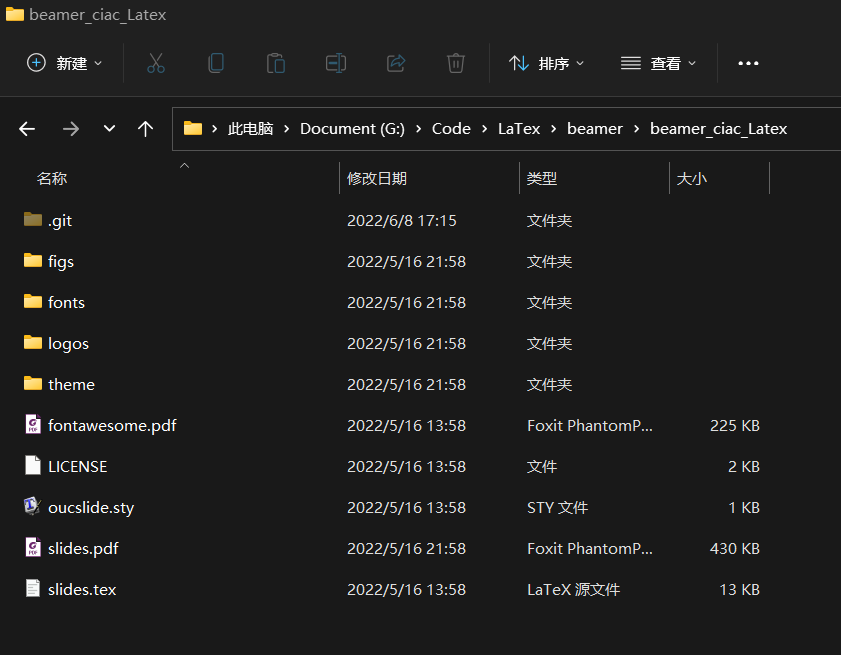 beamer_ciac_Latex
新建 排序 查看 •••
此电脑 > Document (G:) > Code > LaTex > beamer > beamer_ciac_Latex
名称 修改日期 类型 大小
.git 2022/6/8 17:15 文件夹
figs 2022/5/16 21:58 文件夹
fonts 2022/5/16 21:58 文件夹
logos 2022/5/16 21:58 文件夹
theme 2022/5/16 21:58 文件夹
fontawesome.pdf 2022/5/16 13:58 Foxit PhantomP... 225 KB
LICENSE 2022/5/16 13:58 文件 2 KB
oucslide.sty 2022/5/16 13:58 STY 文件 1 KB
slides.pdf 2022/5/16 21:58 Foxit PhantomP... 430 KB
slides.tex 2022/5/16 13:58 LaTeX 源文件 13 KB